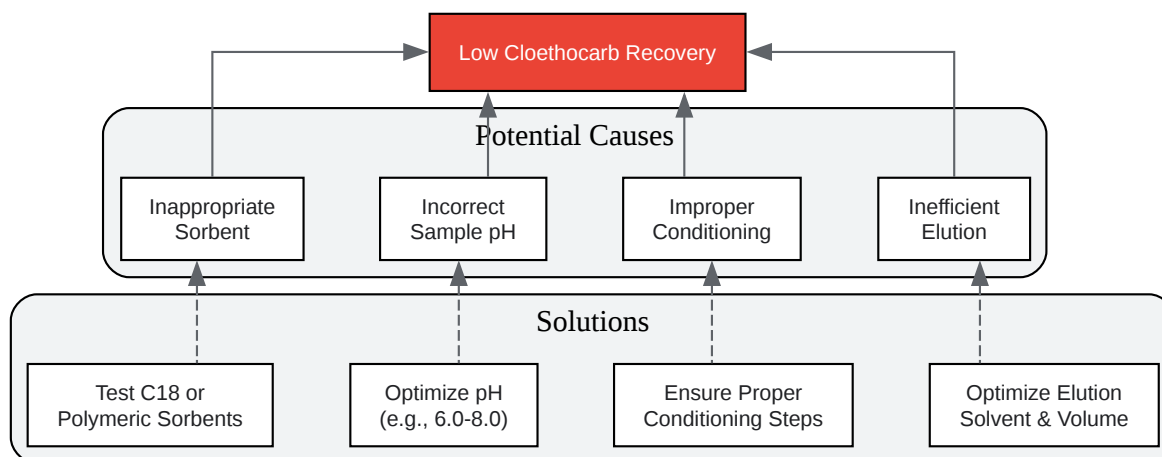 Low Cloethocarb Recovery
Potential Causes
Inappropriate
Sorbent
Incorrect
Sample pH
Improper
Conditioning
Inefficient
Elution
Solutions
Test C18 or
Polymeric Sorbents
Optimize pH
(e.g., 6.0-8.0)
Ensure Proper
Conditioning Steps
Optimize Elution
Solvent & Volume